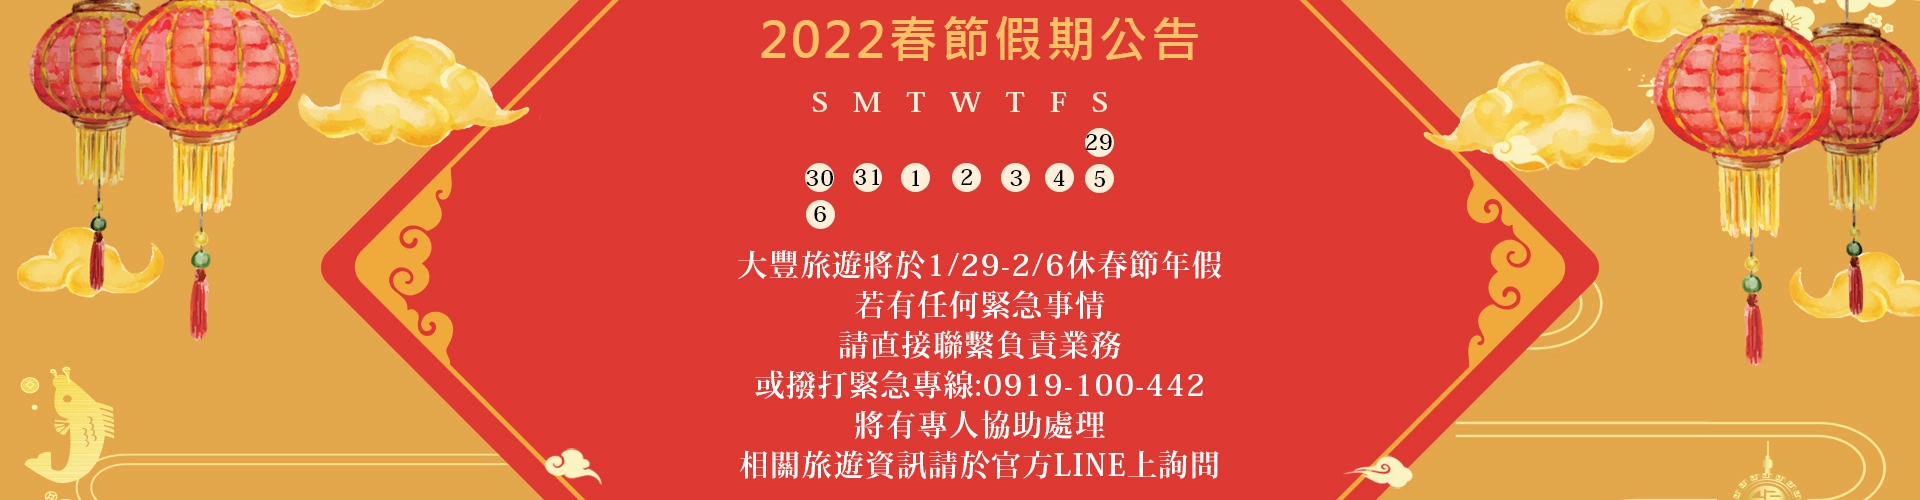 2022春節假期公告
S M T W T F S
29
30 31 1 2 3 4 5
6
大豐旅遊將於1/29-2/6休春節年假
若有任何緊急事情
請直接聯繫負責業務
或撥打緊急專線:0919-100-442
將有專人協助處理
相關旅遊資訊請於官方LINE上詢問